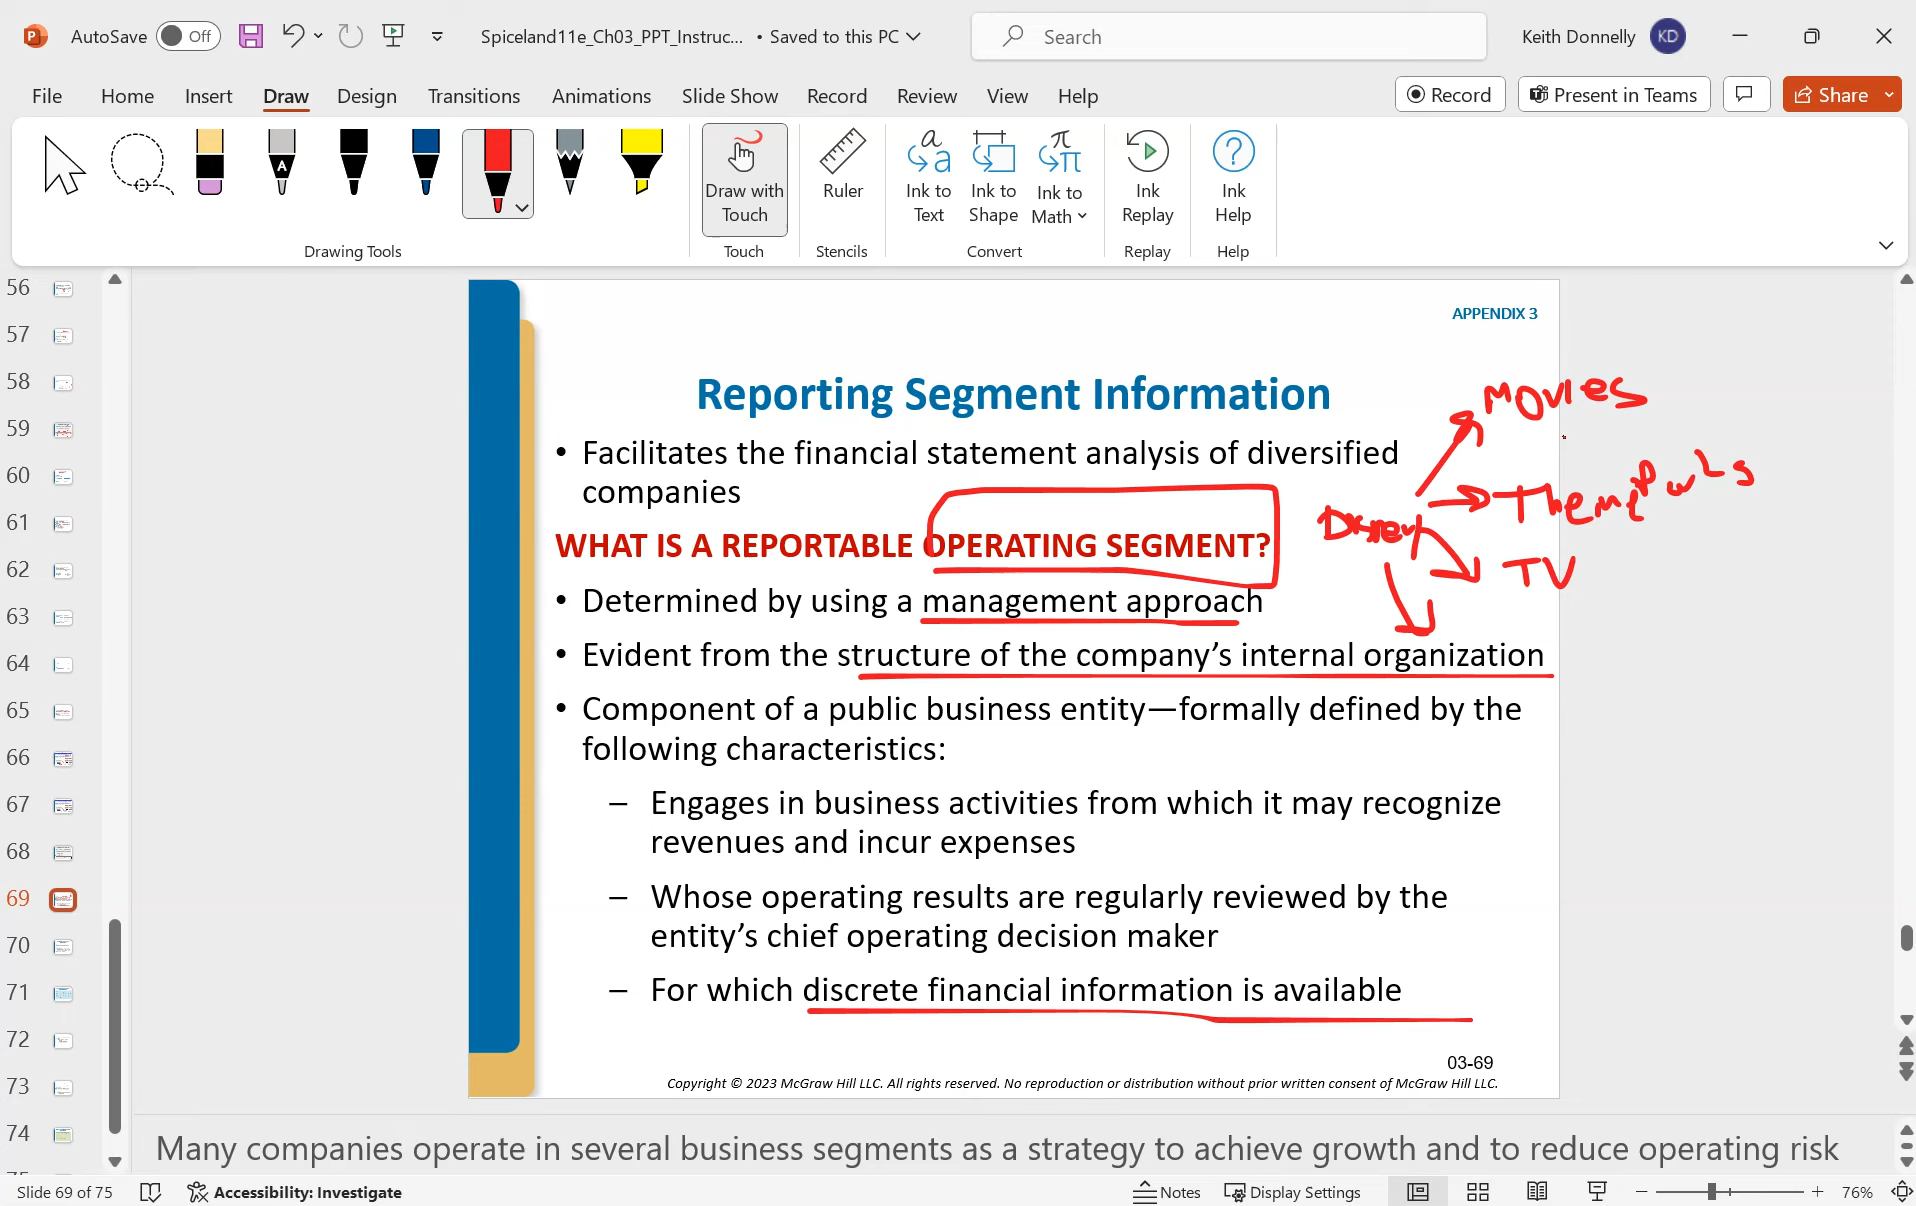 AutoSave Off Spiceland11e_Ch03_PPT_Instruc... • Saved to this PC Search Keith Donnelly KD
File Home Insert Draw Design Transitions Animations Slide Show Record Review View Help Record Present in Teams Share
Draw with Touch
Ruler
Ink to Text
Ink to Shape
Ink to Math
Ink Replay
Ink Help
Drawing Tools Touch Stencils Convert Replay Help
56
57
58
59
60
61
62
63
64
65
66
67
68
69
70
71
72
73
74
APPENDIX 3
Reporting Segment Information
• Facilitates the financial statement analysis of diversified
companies
WHAT IS A REPORTABLE OPERATING SEGMENT?
• Determined by using a management approach
• Evident from the structure of the company's internal organization
• Component of a public business entity—formally defined by the
following characteristics:
– Engages in business activities from which it may recognize
revenues and incur expenses
– Whose operating results are regularly reviewed by the
entity's chief operating decision maker
– For which discrete financial information is available
03-69
Copyright © 2023 McGraw Hill LLC. All rights reserved. No reproduction or distribution without prior written consent of McGraw Hill LLC.
Movies
Theme Parks
Disney
TV
Many companies operate in several business segments as a strategy to achieve growth and to reduce operating risk
Slide 69 of 75 Accessibility: Investigate Notes Display Settings 76%